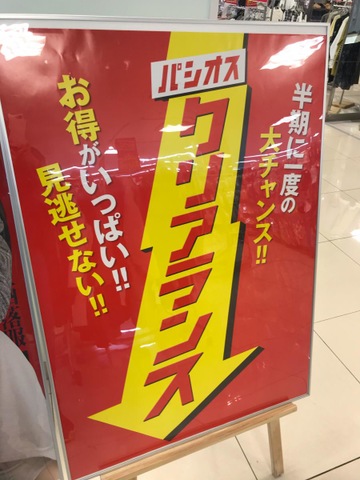 パシオス
クリアランス
半期に一度の
大チャンス!!
お得がいっぱい!!
見逃せない!!